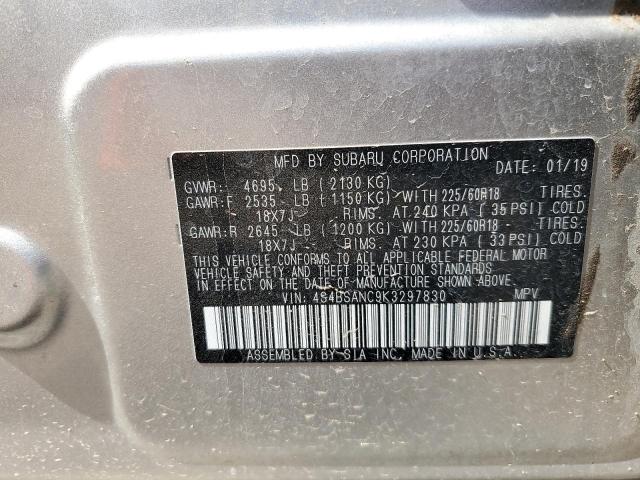 MFD BY SUBARU CORPORATION DATE: 01/19
GVWR: 4695 LB ( 2130 KG)
GAWR:F 2535 LB ( 1150 KG) WITH 225/60R18 TIRES.
18X7J RIMS. AT 240 KPA ( 35 PSI) COLD
GAWR:R 2645 LB ( 1200 KG) WITH 225/60R18 TIRES.
18X7J RIMS. AT 230 KPA ( 33 PSI) COLD
THIS VEHICLE CONFORMS TO ALL APPLICABLE FEDERAL MOTOR
VEHICLE SAFETY AND THEFT PREVENTION STANDARDS
IN EFFECT ON THE DATE OF MANUFACTURE SHOWN ABOVE.
VIN: 4S4BSANC9K3297830 MPV
ASSEMBLED BY SIA INC. MADE IN U.S.A.